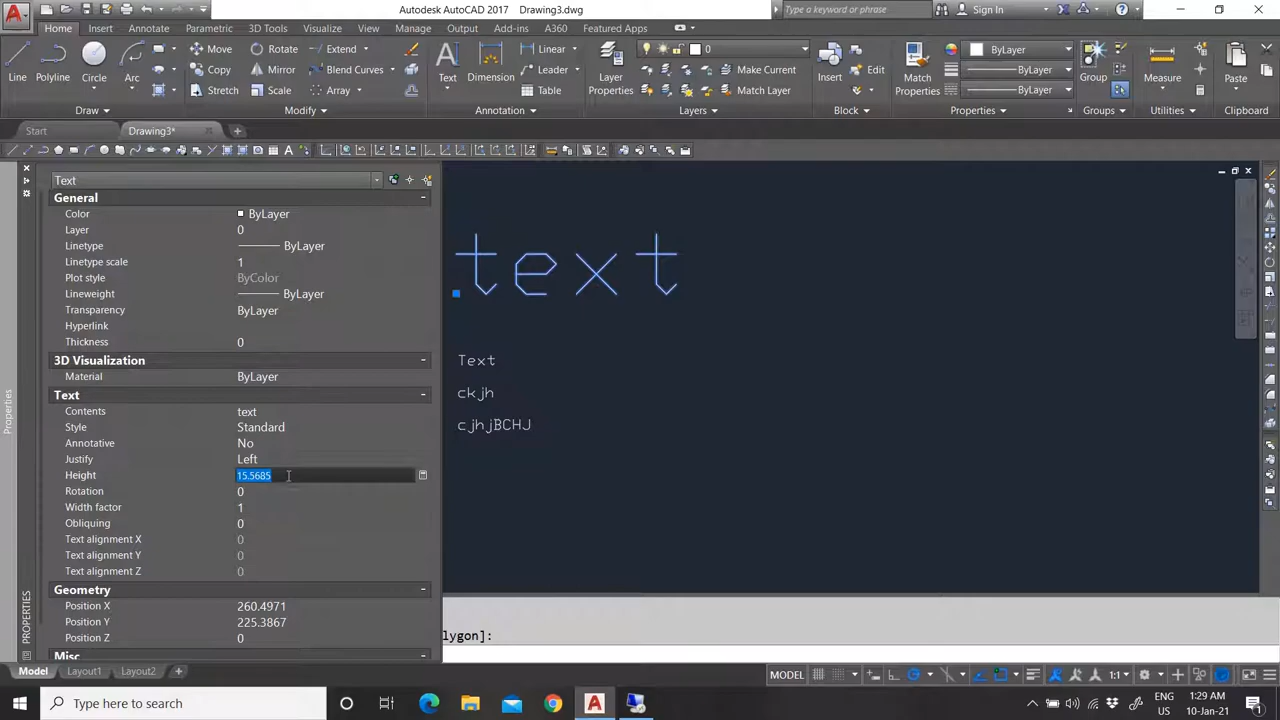 Autodesk AutoCAD 2017 Drawing3.dwg
Type a keyword or phrase
Sign In
Home Insert Annotate Parametric 3D Tools Visualize View Manage Output Add-ins A360 Featured Apps
Line Polyline Circle Arc
Move Rotate Extend
Copy Mirror Blend Curves
Stretch Scale Array
Text Dimension
Linear
Leader
Table
Layer Properties
0
Make Current
Match Layer
Insert
Edit
Match Properties
ByLayer
ByLayer
ByLayer
Group
Measure
Paste
Draw Modify Annotation Layers Block Properties Groups Utilities Clipboard
Start Drawing3*
Text
General
Color ByLayer
Layer 0
Linetype ByLayer
Linetype scale 1
Plot style ByColor
Lineweight ByLayer
Transparency ByLayer
Hyperlink
Thickness 0
3D Visualization
Material ByLayer
Text
Contents text
Style Standard
Annotative No
Justify Left
Height 15.5685
Rotation 0
Width factor 1
Obliquing 0
Text alignment X 0
Text alignment Y 0
Text alignment Z 0
Geometry
Position X 260.4971
Position Y 225.3867
Position Z 0
Misc
Properties
PROPERTIES
text
Text
ckjh
cjhjBCHJ
lygon]:
Model Layout1 Layout2 +
MODEL
1:1
Type here to search
ENG
US
1:29 AM
10-Jan-21